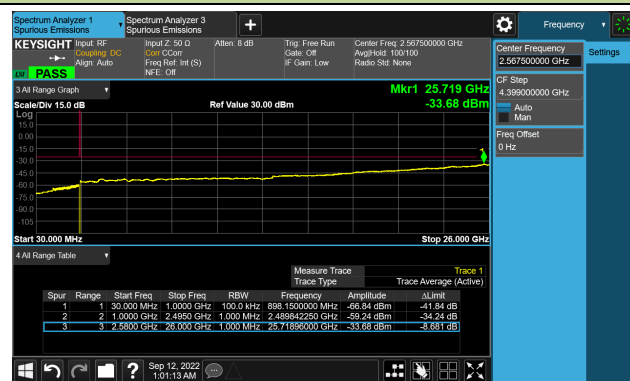 Spectrum Analyzer 1
Spurious Emissions
Spectrum Analyzer 3
Spurious Emissions
Frequency
KEYSIGHT
Input: RF
Coupling: DC
Align: Auto
Input Z: 50 Ω
Corr CCorr
Freq Ref: Int (S)
NFE: Off
Atten: 8 dB
Trig: Free Run
Gate: Off
IF Gain: Low
Center Freq: 2.567500000 GHz
Avg|Hold: 100/100
Radio Std: None
LXI PASS
Center Frequency
2.567500000 GHz
Settings
CF Step
4.399000000 GHz
Auto
Man
Freq Offset
0 Hz
3 All Range Graph
Mkr1 25.719 GHz
Scale/Div 15.0 dB
Ref Value 30.00 dBm
-33.68 dBm
Log
15.0
0.00
-15.0
-30.0
-45.0
-60.0
-75.0
-90.0
-105
1
Start 30.000 MHz
Stop 26.000 GHz
4 All Range Table
Measure Trace Trace 1
Trace Type Trace Average (Active)
Spur Range Start Freq Stop Freq RBW Frequency Amplitude ΔLimit
1 1 30.000 MHz 1.0000 GHz 100.0 kHz 898.1500000 MHz -66.84 dBm -41.84 dB
2 2 1.0000 GHz 2.4950 GHz 1.000 MHz 2.489842250 GHz -59.24 dBm -34.24 dB
3 3 2.5800 GHz 26.000 GHz 1.000 MHz 25.71896000 GHz -33.68 dBm -8.681 dB
Sep 12, 2022
1:01:13 AM